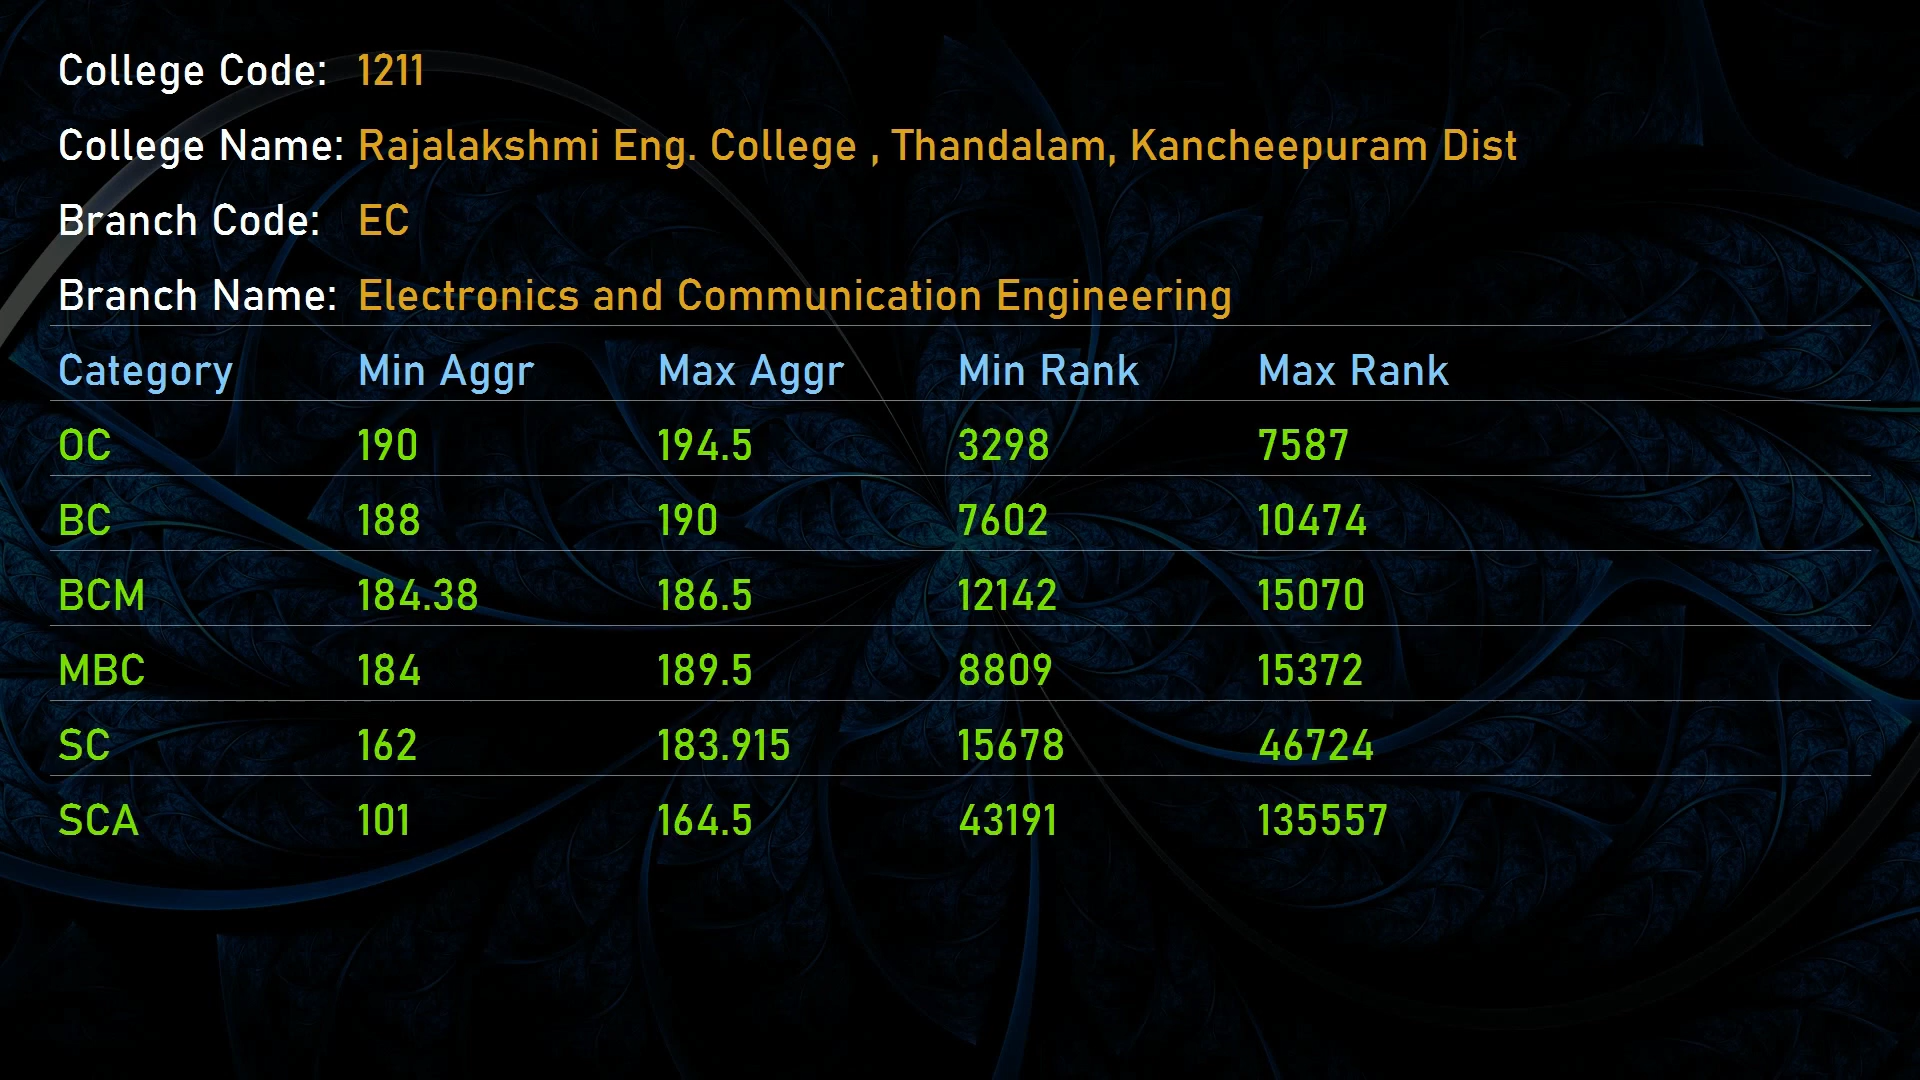 College Code: 1211
College Name: Rajalakshmi Eng. College , Thandalam, Kancheepuram Dist
Branch Code: EC
Branch Name: Electronics and Communication Engineering
Category Min Aggr Max Aggr Min Rank Max Rank
OC 190 194.5 3298 7587
BC 188 190 7602 10474
BCM 184.38 186.5 12142 15070
MBC 184 189.5 8809 15372
SC 162 183.915 15678 46724
SCA 101 164.5 43191 135557